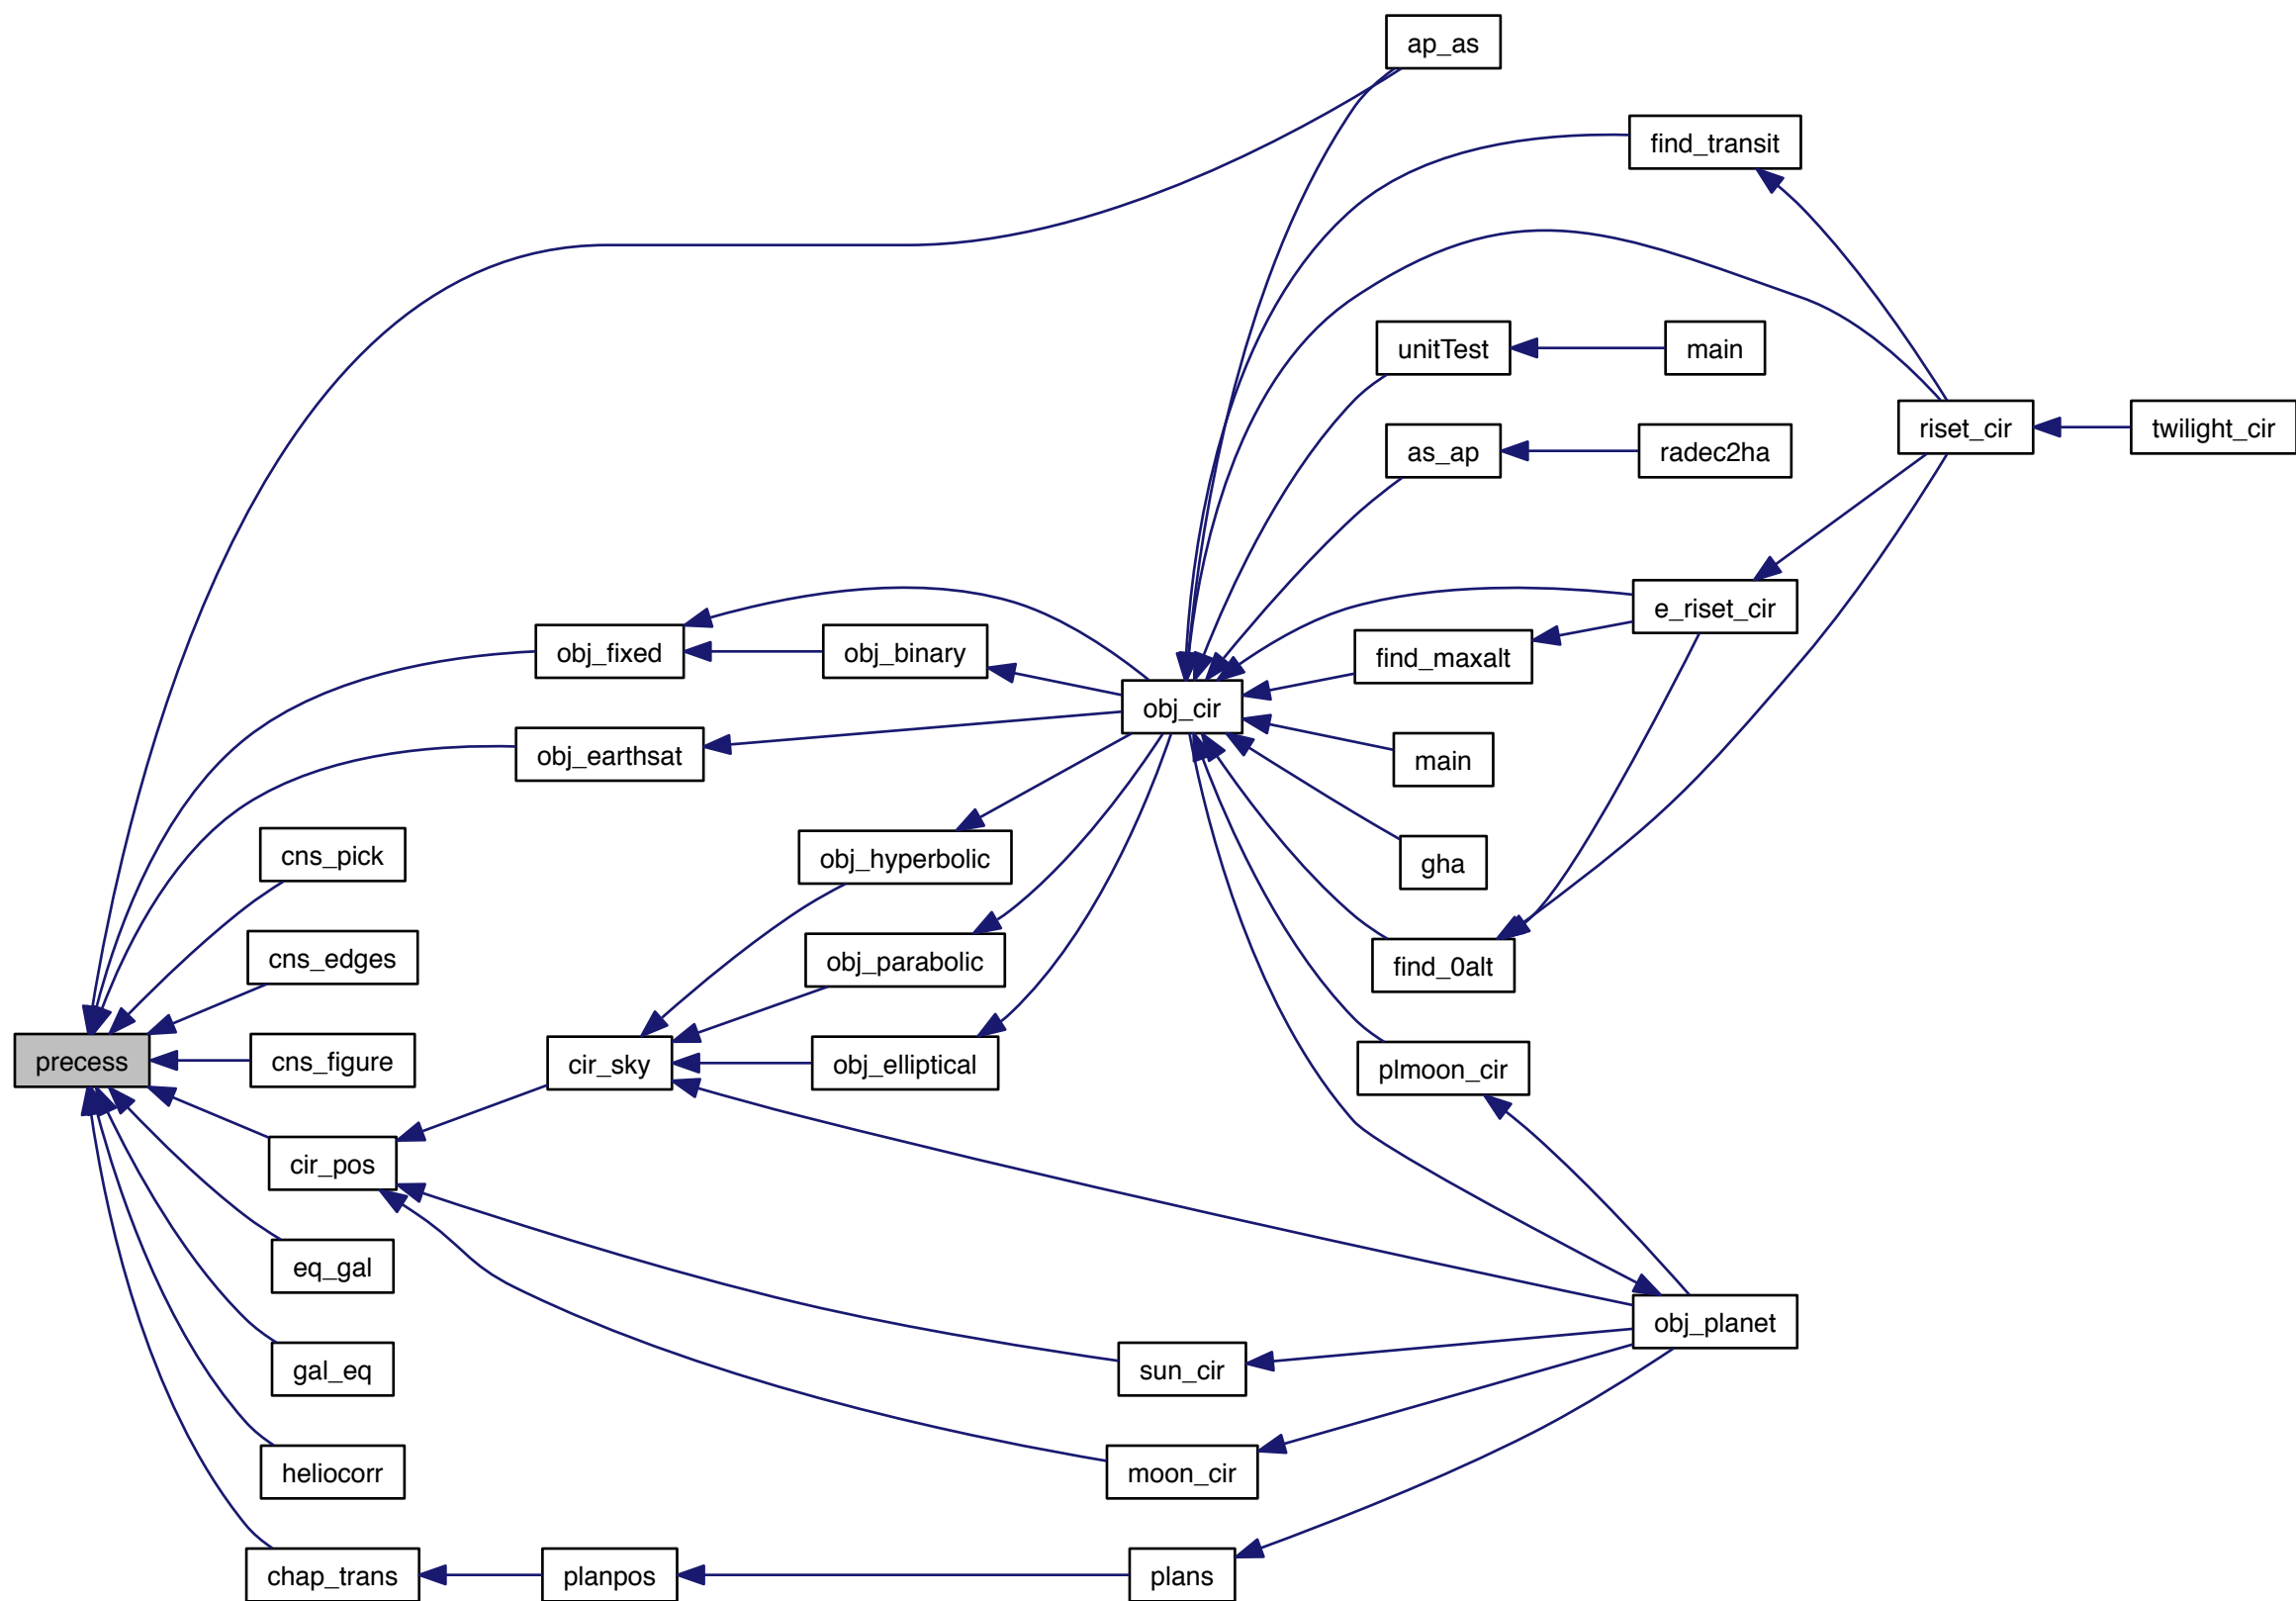 ap_as
find_transit
unitTest
main
riset_cir
twilight_cir
as_ap
radec2ha
e_riset_cir
obj_fixed
obj_binary
find_maxalt
obj_cir
obj_earthsat
main
cns_pick
obj_hyperbolic
gha
cns_edges
obj_parabolic
find_0alt
precess
cns_figure
cir_sky
obj_elliptical
plmoon_cir
cir_pos
eq_gal
obj_planet
gal_eq
sun_cir
heliocorr
moon_cir
chap_trans
planpos
plans